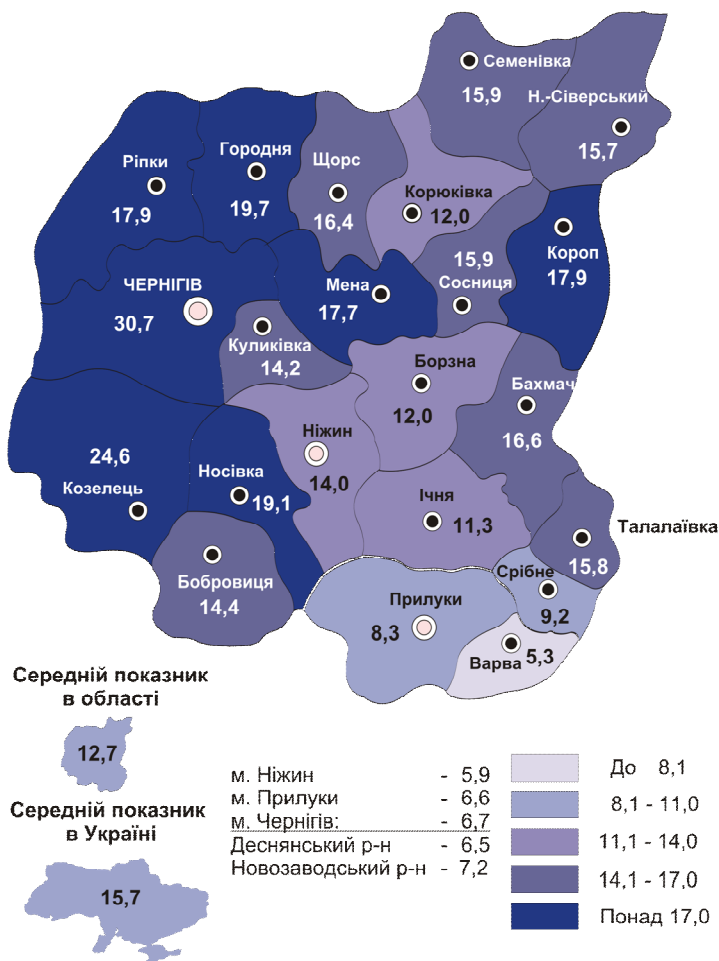 Семенівка
15,9
Н.-Сіверський
15,7
Городня
19,7
Ріпки
17,9
Щорс
16,4
Корюківка
12,0
15,9
Сосниця
Короп
17,9
ЧЕРНІГІВ
30,7
Мена
17,7
Куликівка
14,2
Борзна
12,0
Бахмач
16,6
24,6
Козелець
Носівка
19,1
Ніжин
14,0
Ічня
11,3
Талалаївка
15,8
Бобровиця
14,4
Срібне
9,2
Прилуки
8,3
Варва
5,3
Середній показник
в області
12,7
Середній показник
в Україні
15,7
м. Ніжин - 5,9
м. Прилуки - 6,6
м. Чернігів: - 6,7
Деснянський р-н - 6,5
Новозаводський р-н - 7,2
До 8,1
8,1 - 11,0
11,1 - 14,0
14,1 - 17,0
Понад 17,0